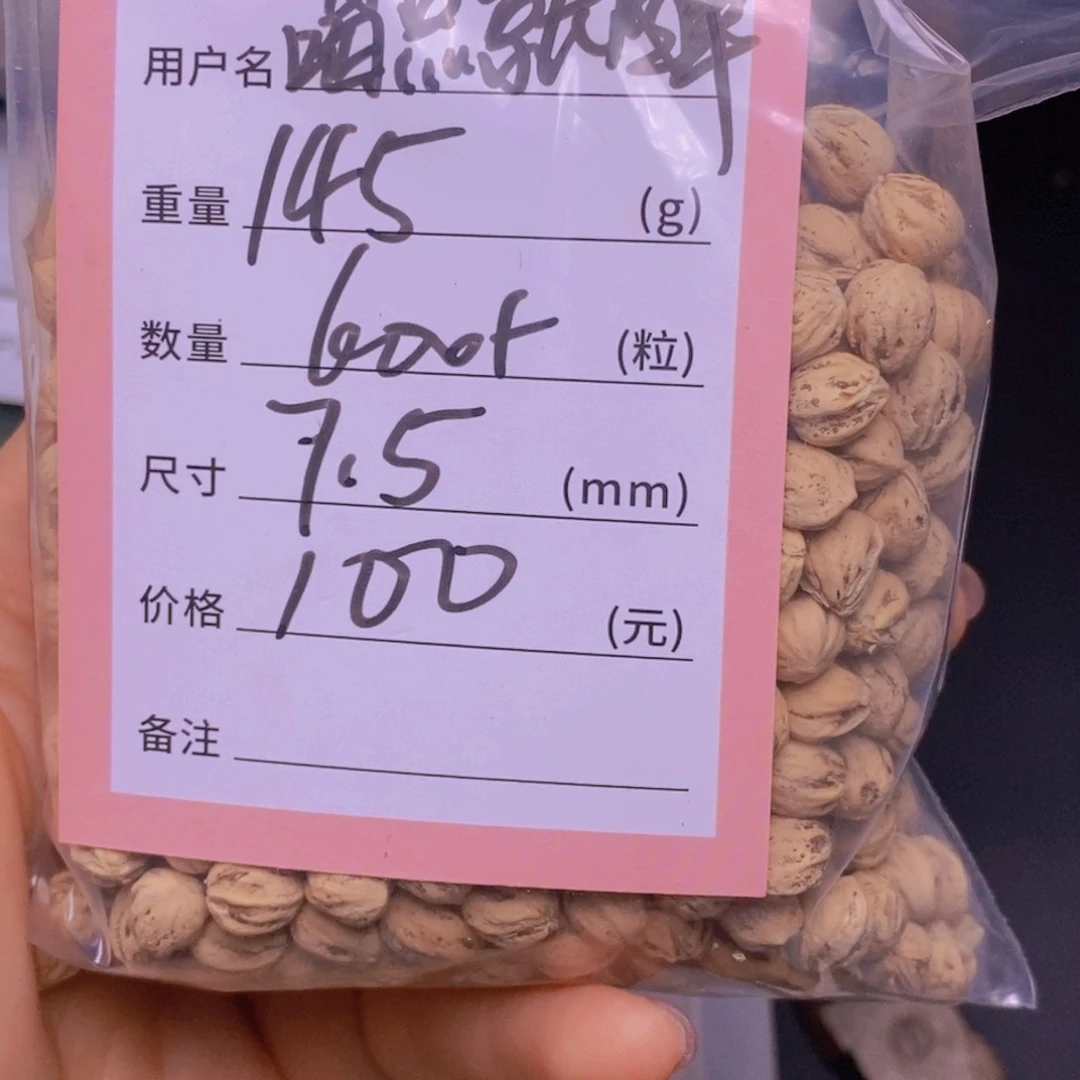 用户名
重量 145 (g)
数量 600+ (粒)
尺寸 7.5 (mm)
价格 100 (元)
备注